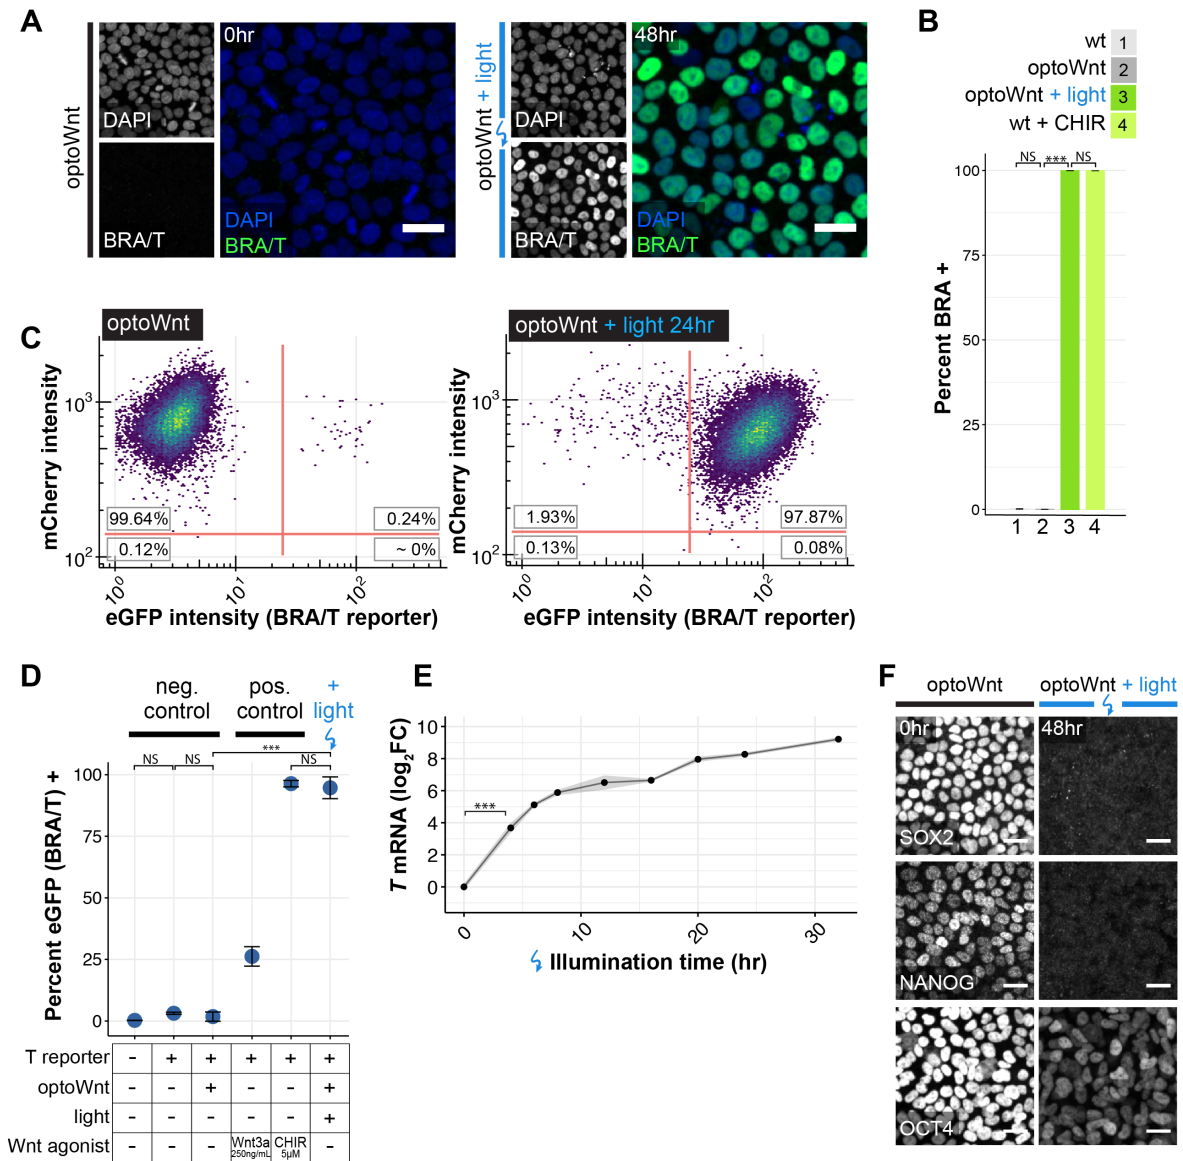 A
optoWnt
DAPI
BRA/T
0hr
DAPI
BRA/T
optoWnt + light
DAPI
BRA/T
48hr
DAPI
BRA/T
B
wt 1
optoWnt 2
optoWnt + light 3
wt + CHIR 4
NS *** NS
Percent BRA +
100
75
50
25
0
1 2 3 4
C
optoWnt
mCherry intensity
10³
10²
99.64%
0.24%
0.12%
~ 0%
10⁰ 10¹ 10²
eGFP intensity (BRA/T reporter)
optoWnt + light 24hr
mCherry intensity
10³
10²
1.93%
97.87%
0.13%
0.08%
10⁰ 10¹ 10²
eGFP intensity (BRA/T reporter)
D
neg. control
pos. control
+ light
***
NS NS NS
Percent eGFP (BRA/T) +
100
75
50
25
0
T reporter - + + + + +
optoWnt - - + - - +
light - - - - - +
Wnt agonist - - - Wnt3a 250ng/mL CHIR 5µM -
E
T mRNA (log₂FC)
10
8
6
4
2
0
***
0 10 20 30
Illumination time (hr)
F
optoWnt
optoWnt + light
0hr
48hr
SOX2
NANOG
OCT4